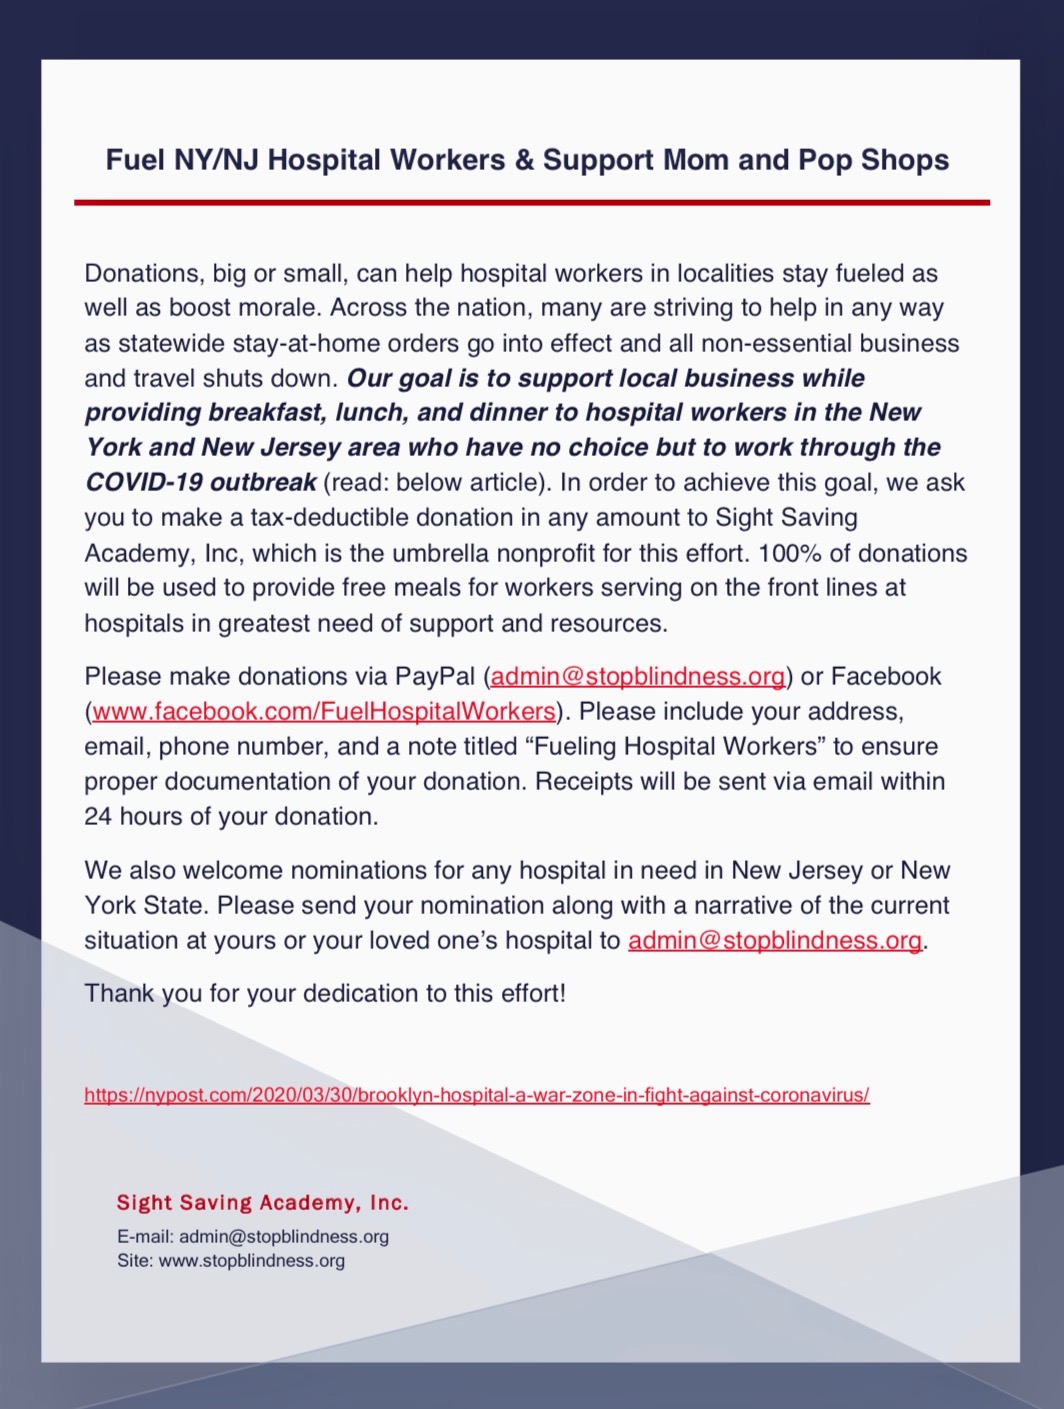 Fuel NY/NJ Hospital Workers & Support Mom and Pop Shops
Donations, big or small, can help hospital workers in localities stay fueled as
well as boost morale. Across the nation, many are striving to help in any way
as statewide stay-at-home orders go into effect and all non-essential business
and travel shuts down. Our goal is to support local business while
providing breakfast, lunch, and dinner to hospital workers in the New
York and New Jersey area who have no choice but to work through the
COVID-19 outbreak (read: below article). In order to achieve this goal, we ask
you to make a tax-deductible donation in any amount to Sight Saving
Academy, Inc, which is the umbrella nonprofit for this effort. 100% of donations
will be used to provide free meals for workers serving on the front lines at
hospitals in greatest need of support and resources.
Please make donations via PayPal (admin@stopblindness.org) or Facebook
(www.facebook.com/FuelHospitalWorkers). Please include your address,
email, phone number, and a note titled “Fueling Hospital Workers” to ensure
proper documentation of your donation. Receipts will be sent via email within
24 hours of your donation.
We also welcome nominations for any hospital in need in New Jersey or New
York State. Please send your nomination along with a narrative of the current
situation at yours or your loved one’s hospital to admin@stopblindness.org.
Thank you for your dedication to this effort!
https://nypost.com/2020/03/30/brooklyn-hospital-a-war-zone-in-fight-against-coronavirus/
Sight Saving Academy, Inc.
E-mail: admin@stopblindness.org
Site: www.stopblindness.org